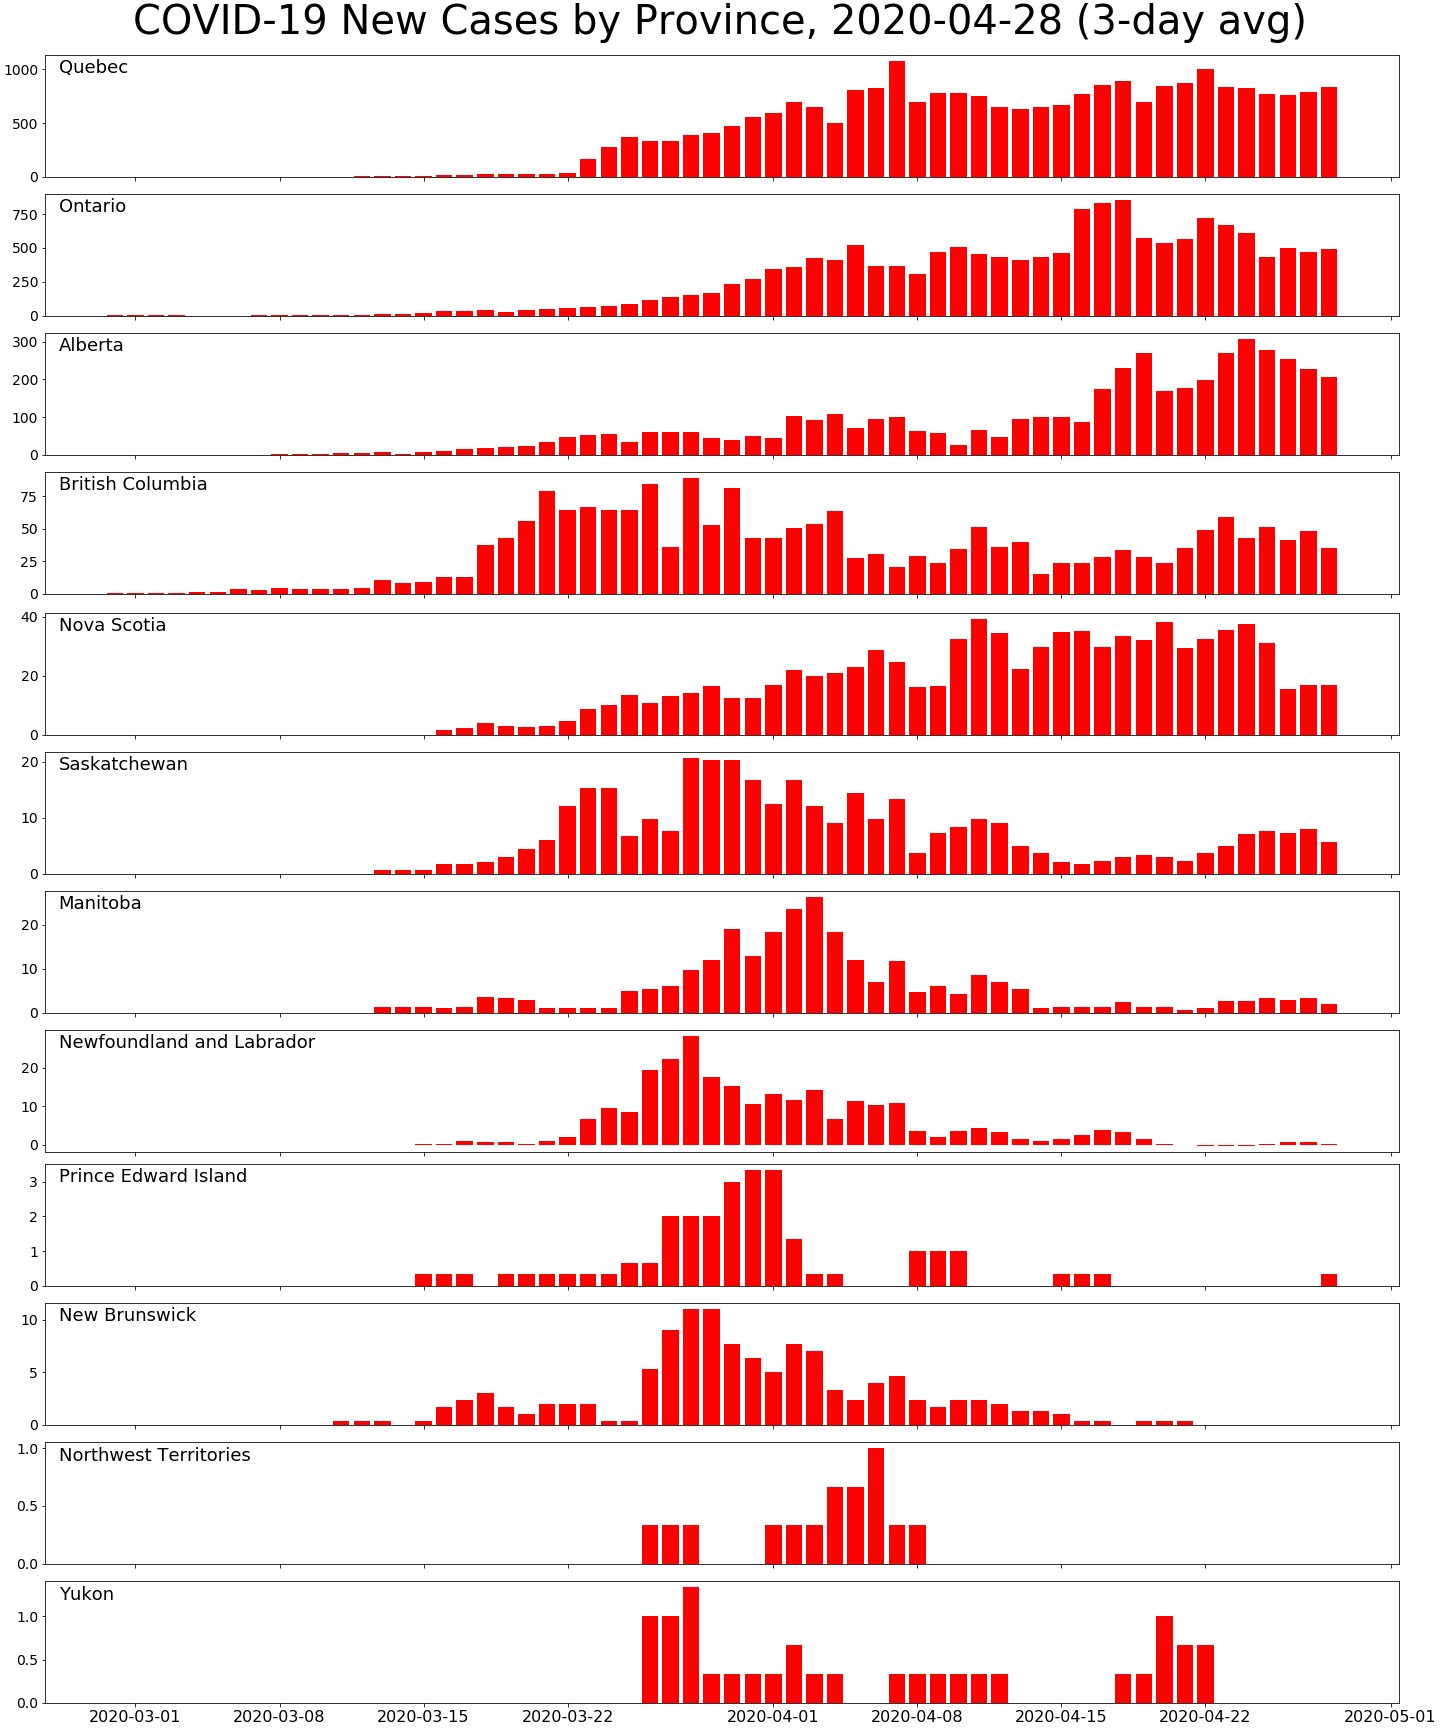 COVID-19 New Cases by Province, 2020-04-28 (3-day avg)
Quebec
1000
500
0
Ontario
750
500
250
0
Alberta
300
200
100
0
British Columbia
75
50
25
0
Nova Scotia
40
20
0
Saskatchewan
20
10
0
Manitoba
20
10
0
Newfoundland and Labrador
20
10
0
Prince Edward Island
3
2
1
0
New Brunswick
10
5
0
Northwest Territories
1.0
0.5
0.0
Yukon
1.0
0.5
0.0
2020-03-01 2020-03-08 2020-03-15 2020-03-22 2020-04-01 2020-04-08 2020-04-15 2020-04-22 2020-05-01